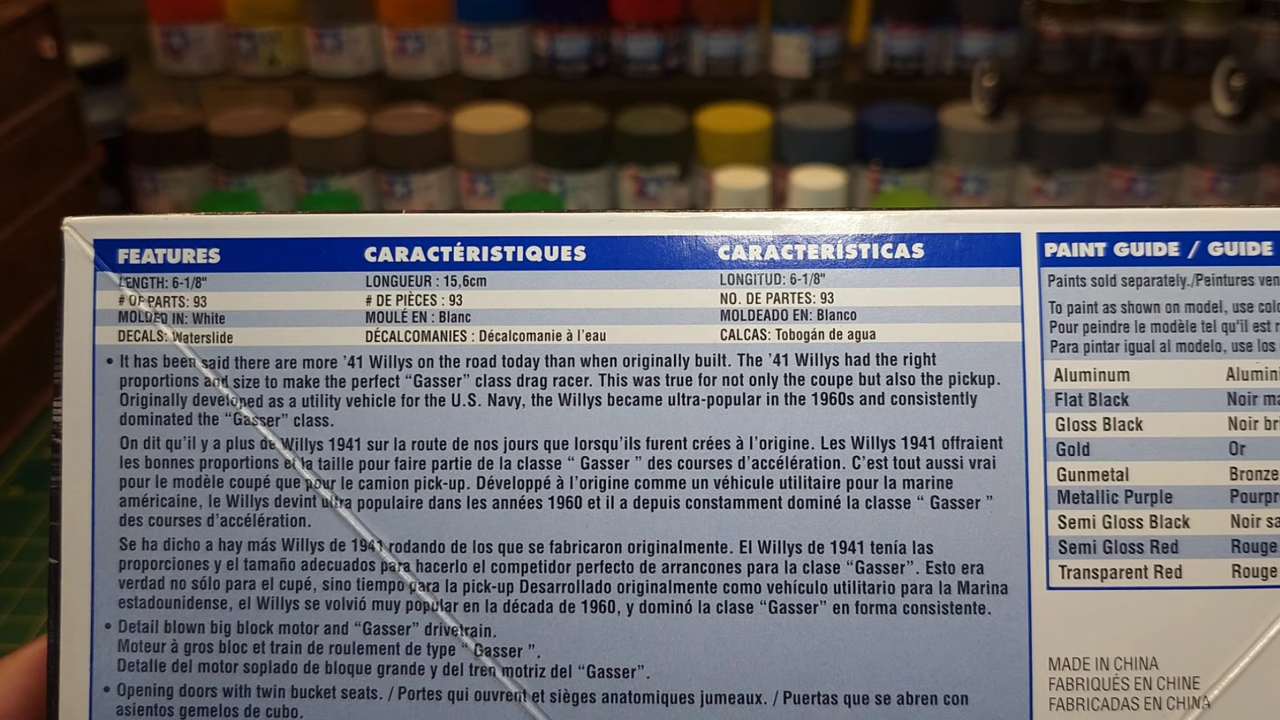 FEATURES
LENGTH: 6-1/8"
# OF PARTS: 93
MOLDED IN: White
DECALS: Waterslide
CARACTÉRISTIQUES
LONGUEUR : 15,6cm
# DE PIÈCES : 93
MOULÉ EN : Blanc
DÉCALCOMANIES : Décalcomanie à l'eau
CARACTERÍSTICAS
LONGITUD: 6-1/8"
NO. DE PARTES: 93
MOLDEADO EN: Blanco
CALCAS: Tobogán de agua
• It has been said there are more '41 Willys on the road today than when originally built. The '41 Willys had the right
proportions and size to make the perfect “Gasser” class drag racer. This was true for not only the coupe but also the pickup.
Originally developed as a utility vehicle for the U.S. Navy, the Willys became ultra-popular in the 1960s and consistently
dominated the “Gasser” class.
On dit qu'il y a plus de Willys 1941 sur la route de nos jours que lorsqu'ils furent crées à l'origine. Les Willys 1941 offraient
les bonnes proportions et la taille pour faire partie de la classe “ Gasser ” des courses d'accélération. C'est tout aussi vrai
pour le modèle coupé que pour le camion pick-up. Développé à l'origine comme un véhicule utilitaire pour la marine
américaine, le Willys devint ultra populaire dans les années 1960 et il a depuis constamment dominé la classe “ Gasser ”
des courses d'accélération.
Se ha dicho a hay más Willys de 1941 rodando de los que se fabricaron originalmente. El Willys de 1941 tenía las
proporciones y el tamaño adecuados para hacerlo el competidor perfecto de arrancones para la clase “Gasser”. Esto era
verdad no sólo para el cupé, sino tiempo para la pick-up Desarrollado originalmente como vehículo utilitario para la Marina
estadounidense, el Willys se volvió muy popular en la década de 1960, y dominó la clase “Gasser” en forma consistente.
• Detail blown big block motor and “Gasser” drivetrain.
Moteur à gros bloc et train de roulement de type “ Gasser ”.
Detalle del motor soplado de bloque grande y del tren motriz del “Gasser”.
• Opening doors with twin bucket seats. / Portes qui ouvrent et sièges anatomiques jumeaux. / Puertas que se abren con
asientos gemelos de cubo.
PAINT GUIDE / GUIDE
Paints sold separately./Peintures
To paint as shown on model, use
Pour peindre le modèle tel qu'il est
Para pintar igual al modelo, use los
Aluminum
Flat Black Noir
Gloss Black Noir
Gold Or
Gunmetal Bronze
Metallic Purple
Semi Gloss Black Noir
Semi Gloss Red Rouge
Transparent Red Rouge
MADE IN CHINA
FABRIQUÉS EN CHINE
FABRICADAS EN CHINA